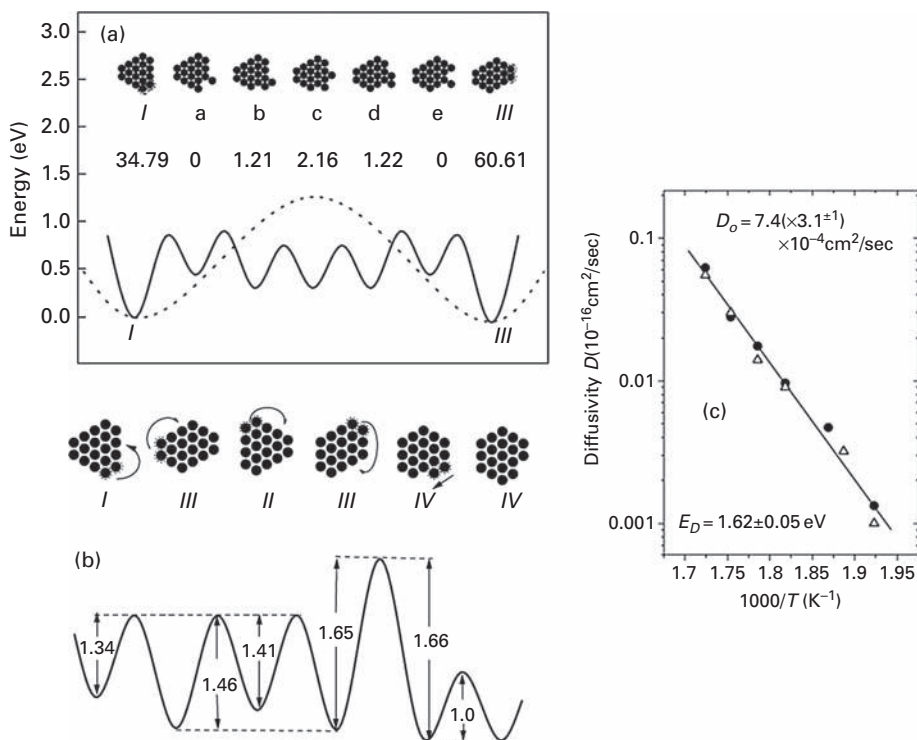 (a)
Energy (eV)
3.0
2.5
2.0
1.5
1.0
0.5
0.0
I a b c d e III
34.79 0 1.21 2.16 1.22 0 60.61
I III
I III II III IV IV
(b)
1.34
1.46
1.41
1.65
1.66
1.0
Diffusivity D(10⁻¹⁶cm²/sec)
0.1
0.01
0.001
Dₒ = 7.4(×3.1^±1)
×10⁻⁴cm²/sec
(c)
E_D = 1.62±0.05 eV
1.7 1.75 1.8 1.85 1.9 1.95
1000/T (K⁻¹)